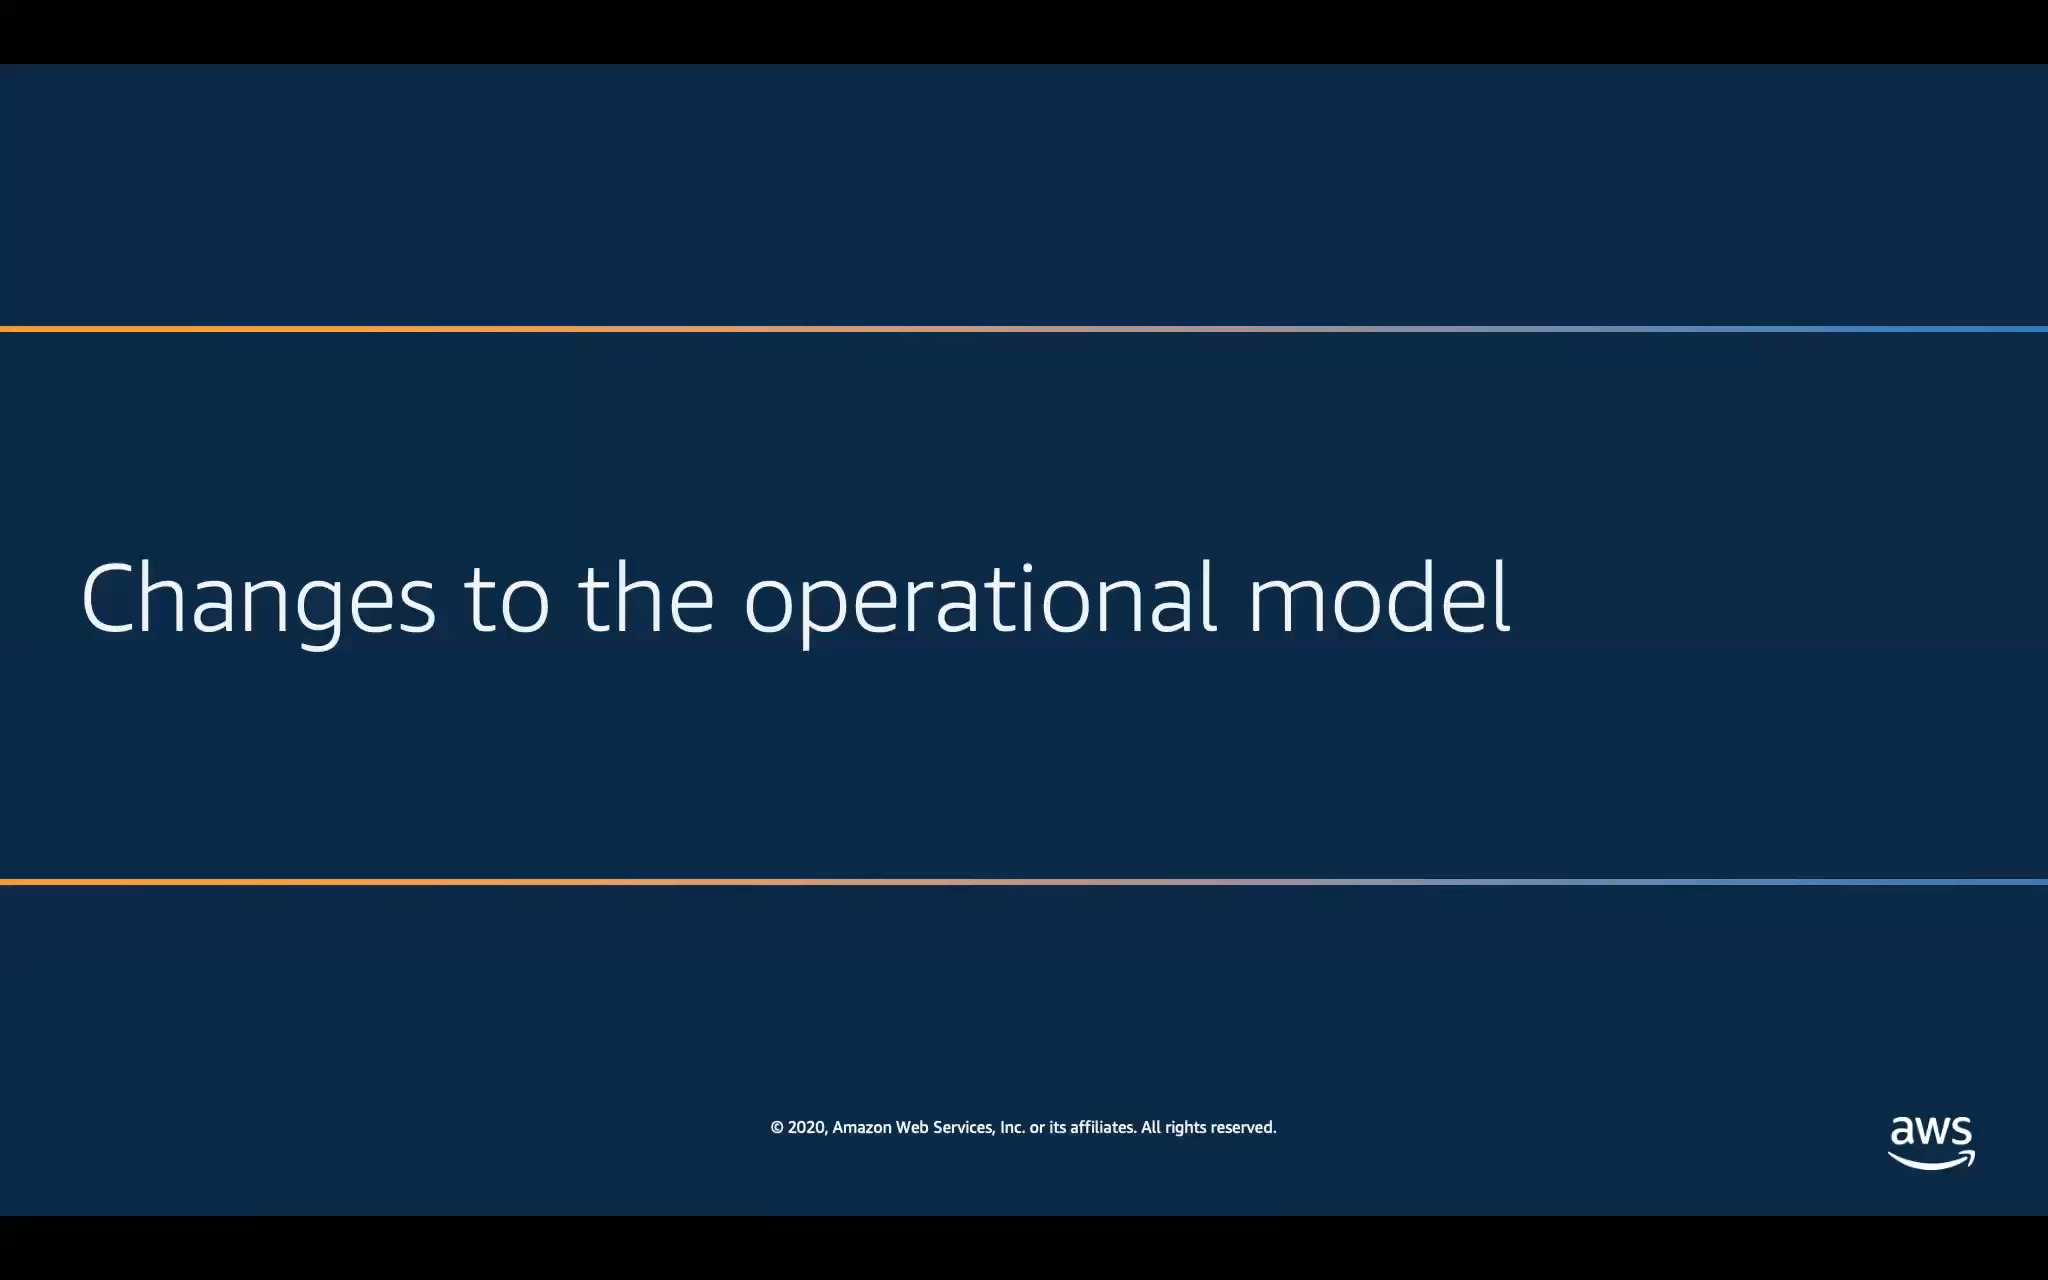 Changes to the operational model
© 2020, Amazon Web Services, Inc. or its affiliates. All rights reserved.
aws